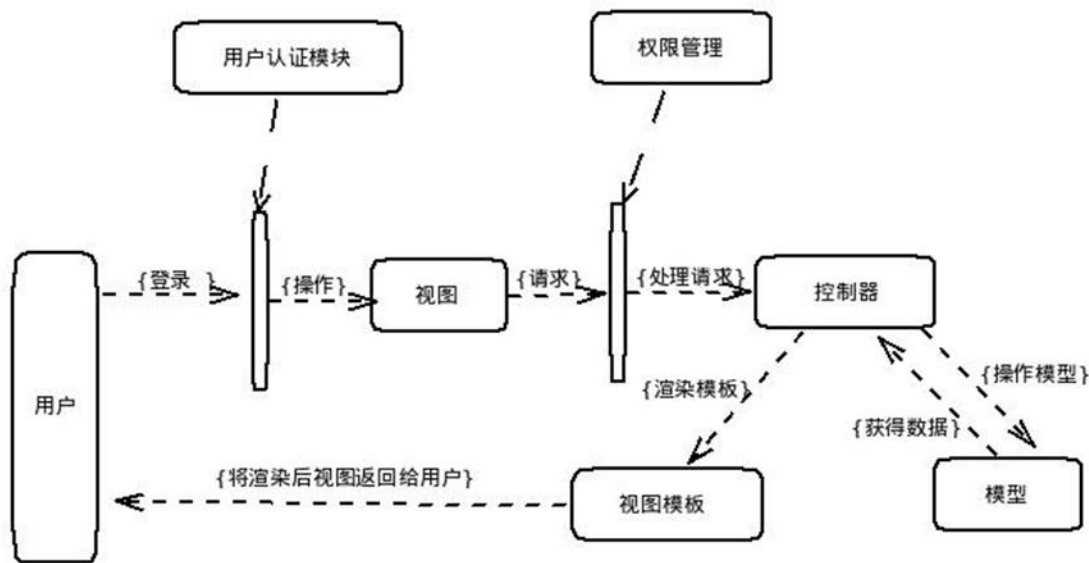 用户认证模块
权限管理
{登录 }
{操作}
视图
{请求}
{处理请求}
控制器
{渲染模板}
{操作模型}
用户
{获得数据}
{将渲染后视图返回给用户}
视图模板
模型